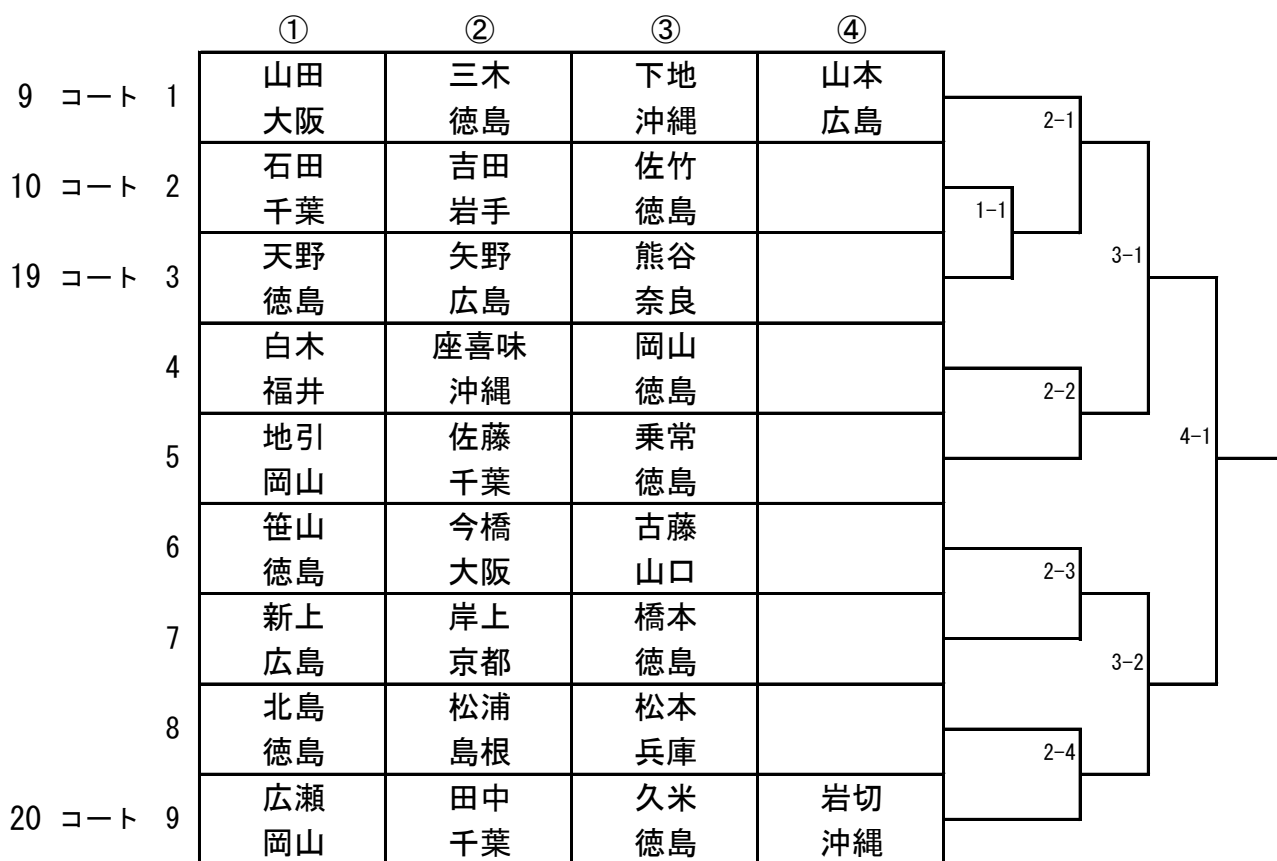 ① ② ③ ④
9 コート 1 山田 三木 下地 山本
大阪 徳島 沖縄 広島
2-1
10 コート 2 石田 吉田 佐竹
千葉 岩手 徳島
1-1
19 コート 3 天野 矢野 熊谷
徳島 広島 奈良
3-1
4 白木 座喜味 岡山
福井 沖縄 徳島
2-2
5 地引 佐藤 乗常
岡山 千葉 徳島
4-1
6 笹山 今橋 古藤
徳島 大阪 山口
2-3
7 新上 岸上 橋本
広島 京都 徳島
3-2
8 北島 松浦 松本
徳島 島根 兵庫
2-4
20 コート 9 広瀬 田中 久米 岩切
岡山 千葉 徳島 沖縄